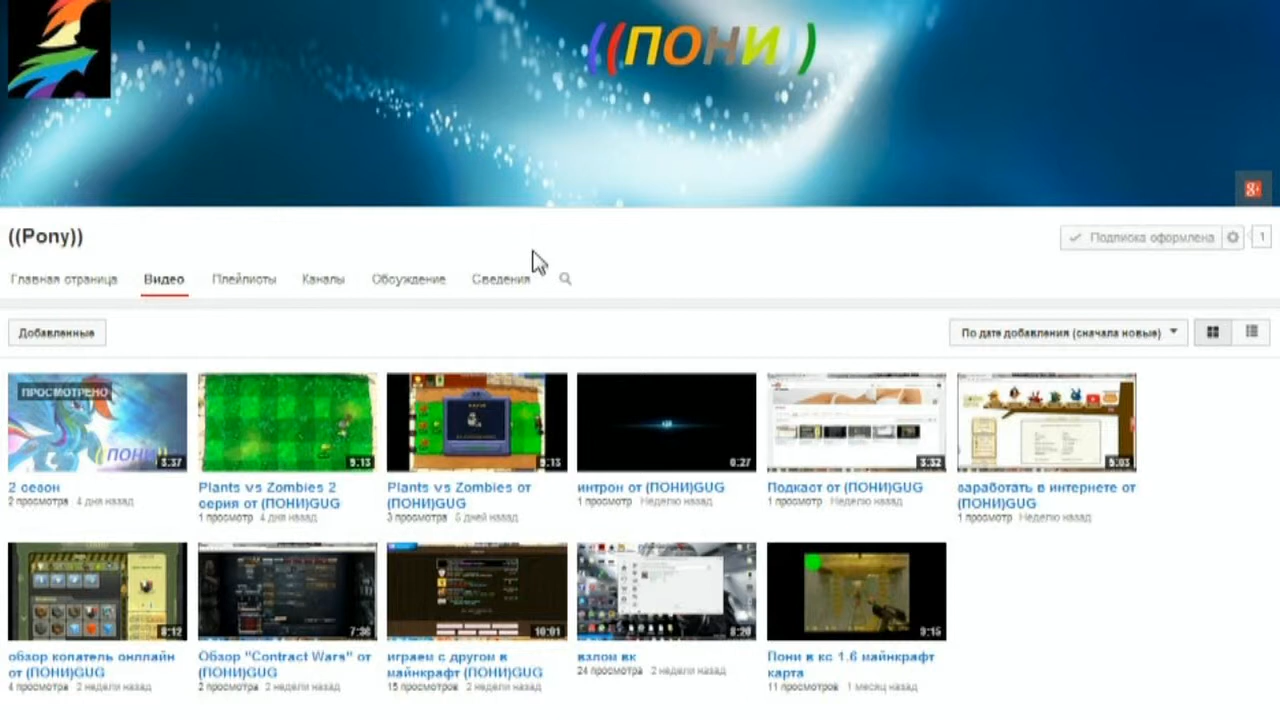 ((ПОНИ))
((Pony))
Подписка оформлена 1
Главная страница Видео Плейлисты Каналы Обсуждение Сведения
Добавленные
По дате добавления (сначала новые)
ПРОСМОТРЕНО
ПОНИ
3:37 9:13 9:13 0:27 3:32 5:03
2 сезон
2 просмотра 4 дня назад
Plants vs Zombies 2
серия от (ПОНИ)GUG
1 просмотр 4 дня назад
Plants vs Zombies от
(ПОНИ)GUG
3 просмотра 5 дней назад
интрон от (ПОНИ)GUG
1 просмотр Неделю назад
Подкаст от (ПОНИ)GUG
1 просмотр Неделю назад
заработать в интернете от
(ПОНИ)GUG
1 просмотр Неделю назад
8:12 7:36 10:01 8:20 9:15
обзор копатель онллайн
от (ПОНИ)GUG
4 просмотра 2 недели назад
Обзор "Contract Wars" от
(ПОНИ)GUG
2 просмотра 2 недели назад
играем с другом в
майнкрафт (ПОНИ)GUG
15 просмотров 2 недели назад
взлом вк
24 просмотра 2 недели назад
Пони в кс 1.6 майнкрафт
карта
11 просмотров 1 месяц назад